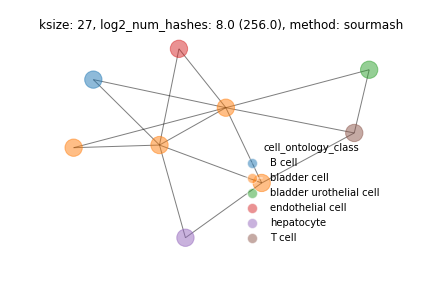 ksize: 27, log2_num_hashes: 8.0 (256.0), method: sourmash
cell_ontology_class
B cell
bladder cell
bladder urothelial cell
endothelial cell
hepatocyte
T cell